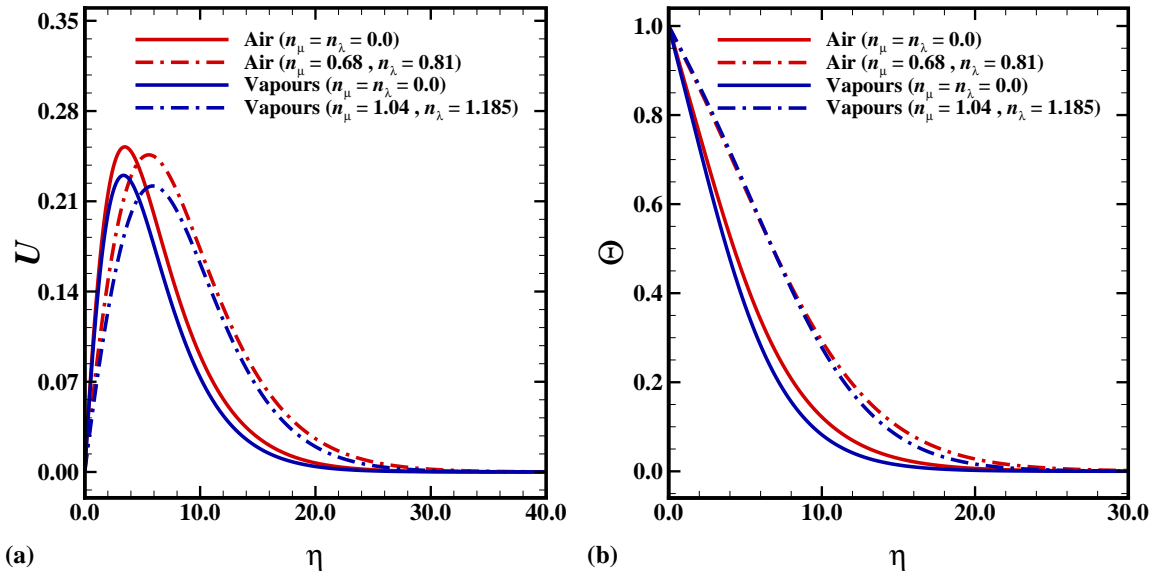 0.35
0.28
0.21
0.14
0.07
0.00
U
Air (nμ = nλ = 0.0)
Air (nμ = 0.68 , nλ = 0.81)
Vapours (nμ = nλ = 0.0)
Vapours (nμ = 1.04 , nλ = 1.185)
0.0 10.0 20.0 30.0 40.0
(a)
η
1.0
0.8
0.6
0.4
0.2
0.0
Θ
Air (nμ = nλ = 0.0)
Air (nμ = 0.68 , nλ = 0.81)
Vapours (nμ = nλ = 0.0)
Vapours (nμ = 1.04 , nλ = 1.185)
0.0 10.0 20.0 30.0
(b)
η